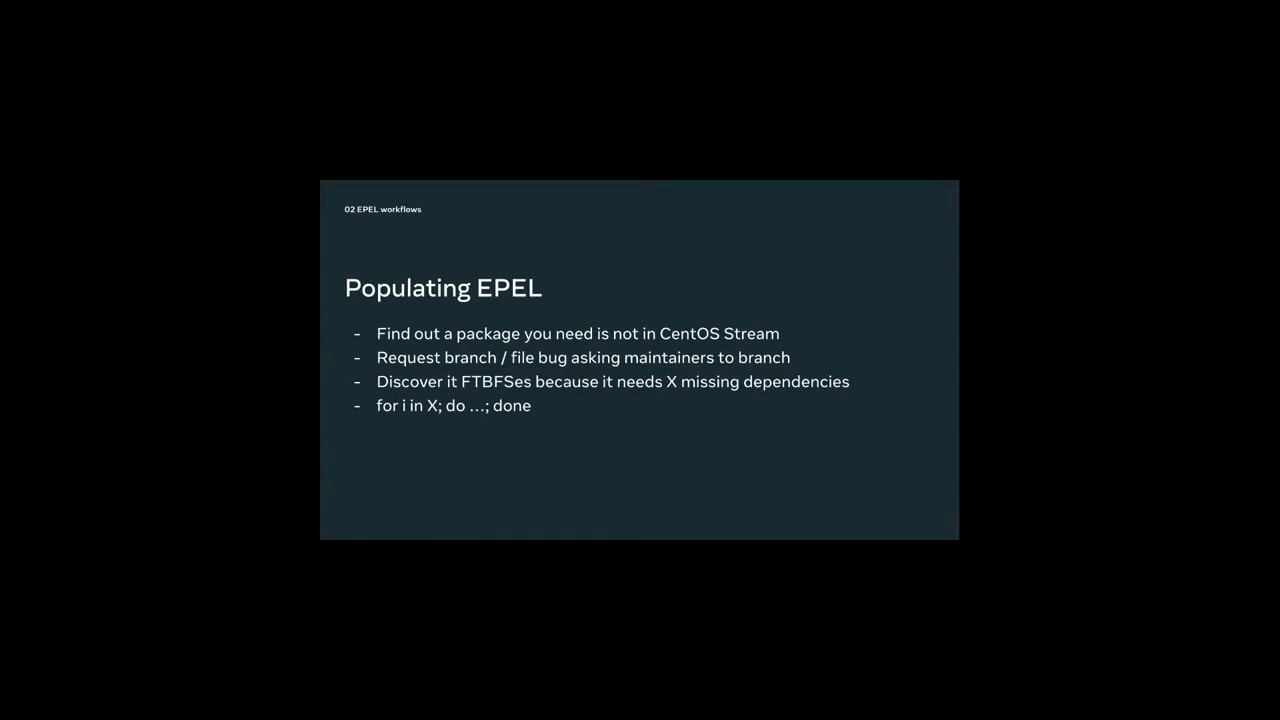 02 EPEL workflows
Populating EPEL
- Find out a package you need is not in CentOS Stream
- Request branch / file bug asking maintainers to branch
- Discover it FTBFSes because it needs X missing dependencies
- for i in X; do ...; done